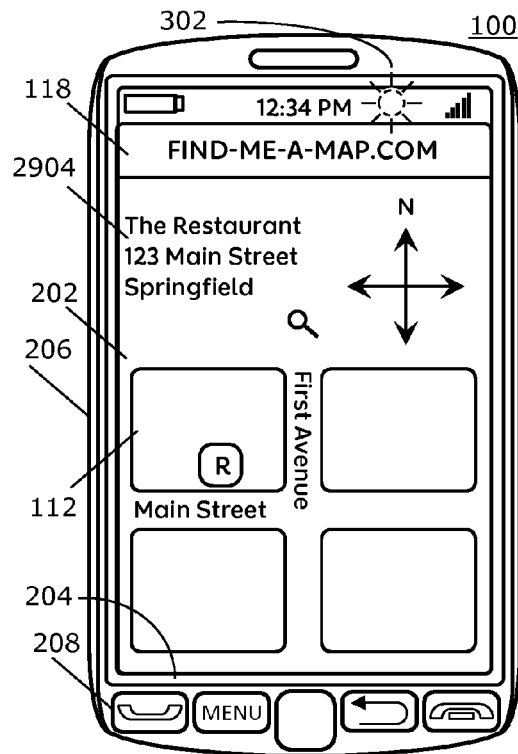 302
100
118
12:34 PM
FIND-ME-A-MAP.COM
2904
The Restaurant
123 Main Street
Springfield
N
202
206
First Avenue
R
112
Main Street
204
208
MENU